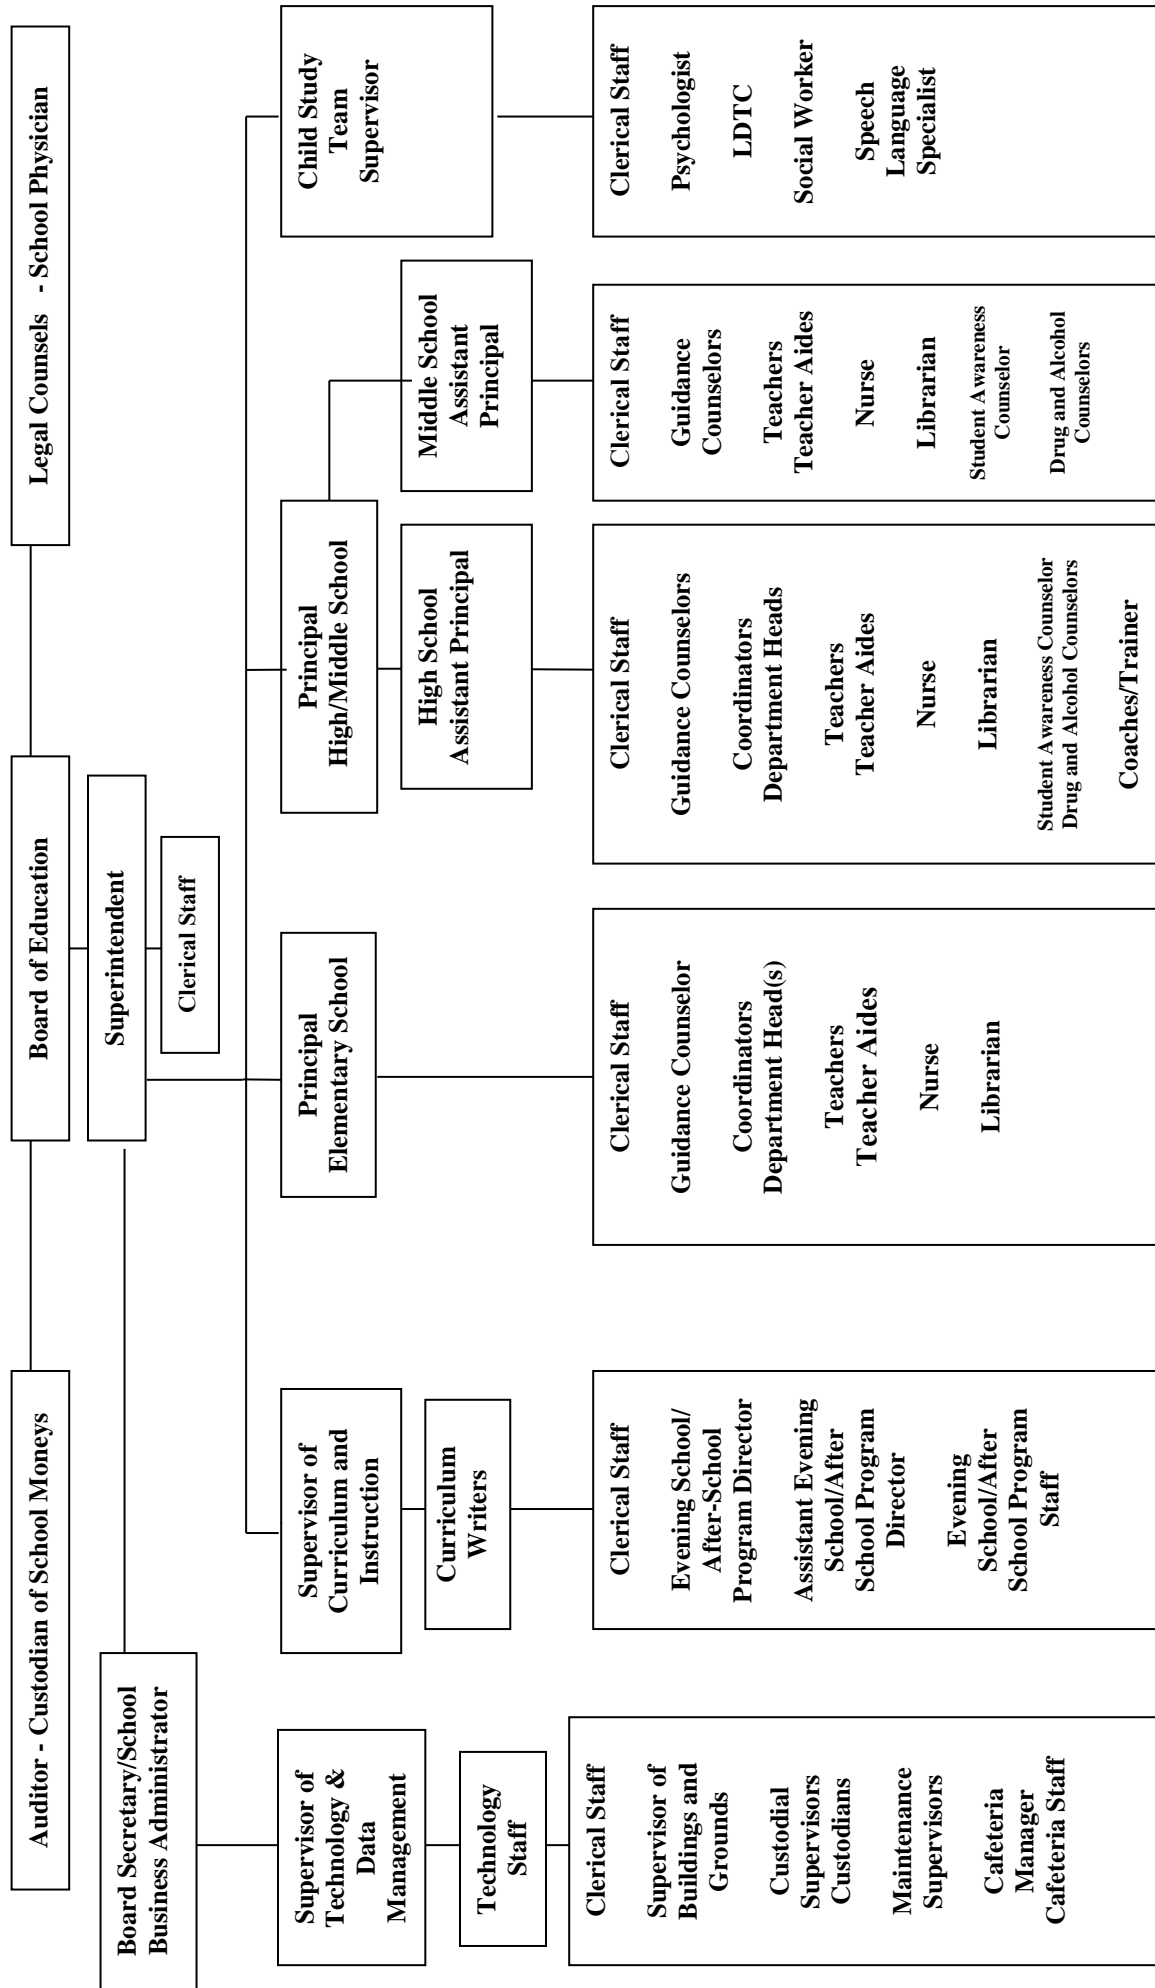 Auditor - Custodian of School Moneys
Board of Education
Legal Counsels - School Physician
Superintendent
Clerical Staff
Board Secretary/School
Business Administrator
Supervisor of
Technology &
Data
Management
Technology
Staff
Clerical Staff
Supervisor of
Buildings and
Grounds
Custodial
Supervisors
Custodians
Maintenance
Supervisors
Cafeteria
Manager
Cafeteria Staff
Supervisor of
Curriculum and
Instruction
Curriculum
Writers
Clerical Staff
Evening School/
After-School
Program Director
Assistant Evening
School/After
School Program
Director
Evening
School/After
School Program
Staff
Principal
Elementary School
Clerical Staff
Guidance Counselor
Coordinators
Department Head(s)
Teachers
Teacher Aides
Nurse
Librarian
Principal
High/Middle School
High School
Assistant Principal
Clerical Staff
Guidance Counselors
Coordinators
Department Heads
Teachers
Teacher Aides
Nurse
Librarian
Student Awareness Counselor
Drug and Alcohol Counselors
Coaches/Trainer
Middle School
Assistant
Principal
Clerical Staff
Guidance
Counselors
Teachers
Teacher Aides
Nurse
Librarian
Student Awareness
Counselor
Drug and Alcohol
Counselors
Child Study
Team
Supervisor
Clerical Staff
Psychologist
LDTC
Social Worker
Speech
Language
Specialist